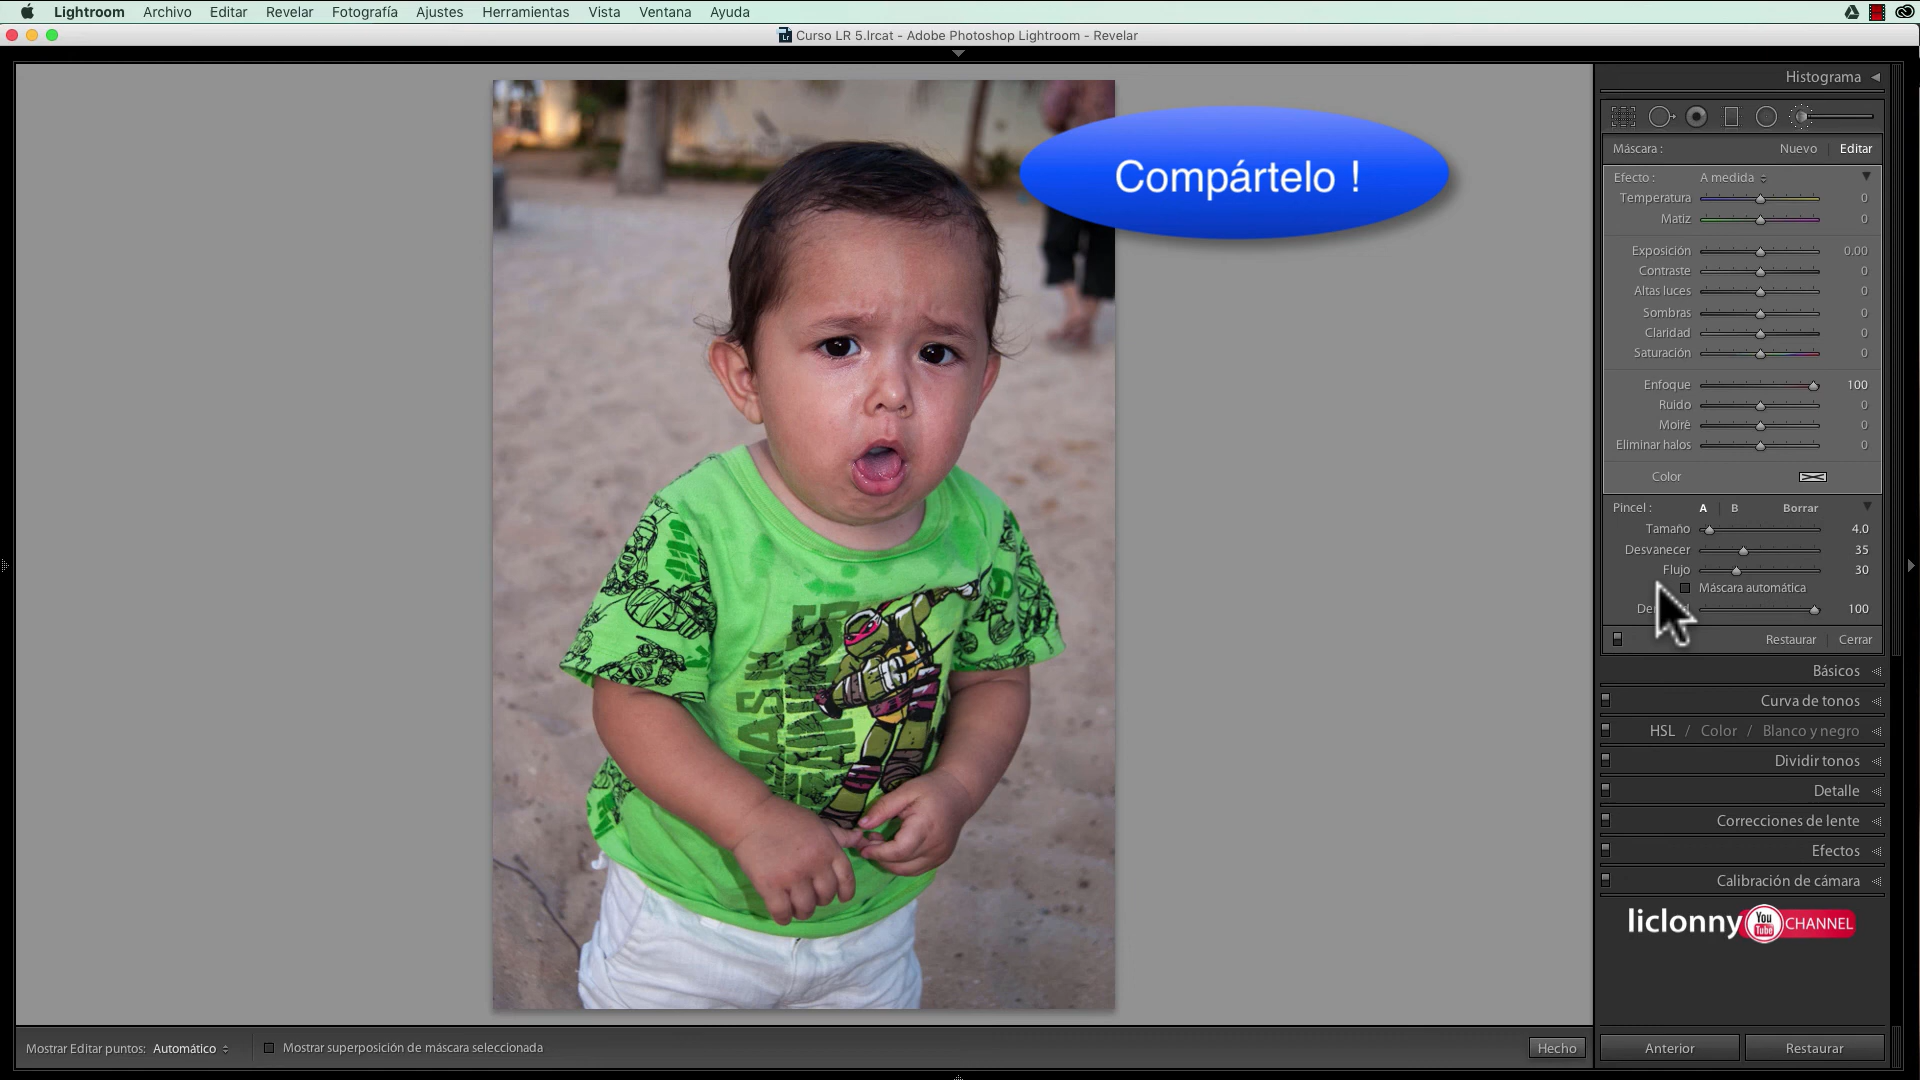 Lightroom Archivo Editar Revelar Fotografía Ajustes Herramientas Vista Ventana Ayuda
Curso LR 5.lrcat - Adobe Photoshop Lightroom - Revelar
Histograma
Máscara : Nuevo Editar
Efecto : A medida
Temperatura 0
Matiz 0
Exposición 0.00
Contraste 0
Altas luces 0
Sombras 0
Claridad 0
Saturación 0
Enfoque 100
Ruido 0
Moirè 0
Eliminar halos 0
Color
Pincel : A B Borrar
Tamaño 4.0
Desvanecer 35
Flujo 30
Máscara automática
100
Restaurar Cerrar
Básicos
Curva de tonos
HSL / Color / Blanco y negro
Dividir tonos
Detalle
Correcciones de lente
Efectos
Calibración de cámara
liclonny You Tube CHANNEL
Compártelo !
Mostrar Editar puntos: Automático Mostrar superposición de máscara seleccionada Hecho Anterior Restaurar